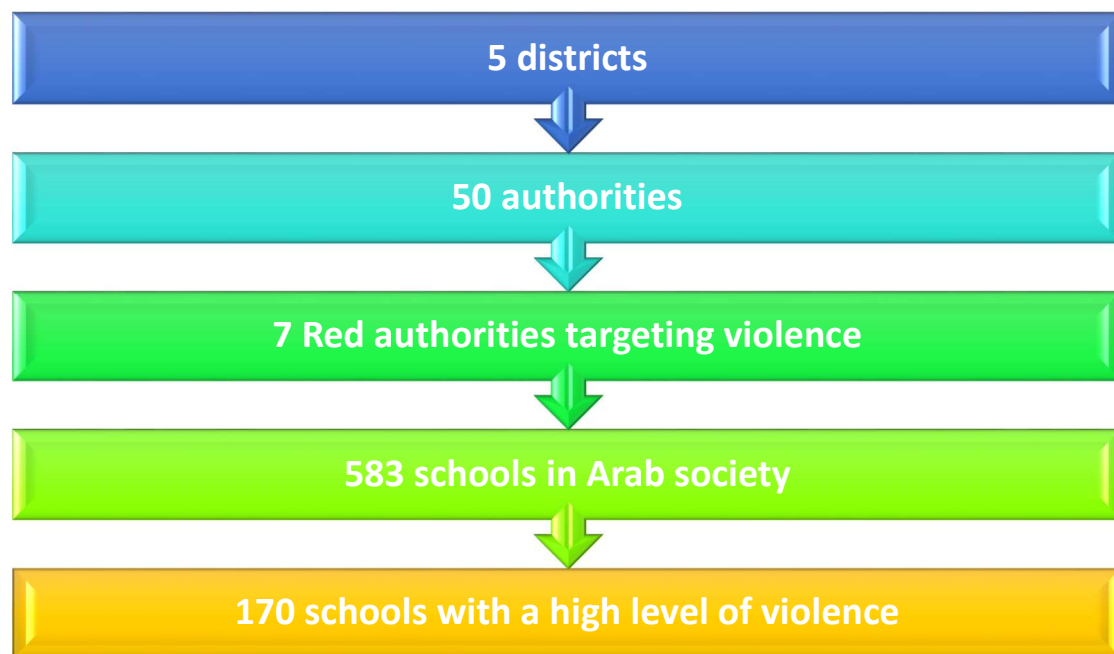 5 districts
50 authorities
7 Red authorities targeting violence
583 schools in Arab society
170 schools with a high level of violence